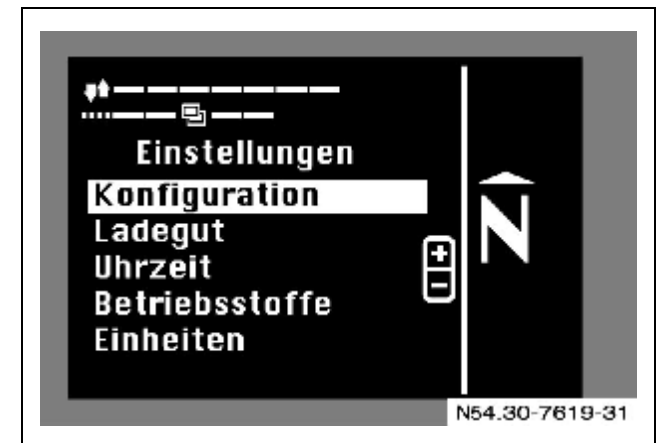 Einstellungen
Konfiguration
Ladegut
Uhrzeit
Betriebsstoffe
Einheiten
N
+
−
N54.30-7619-31